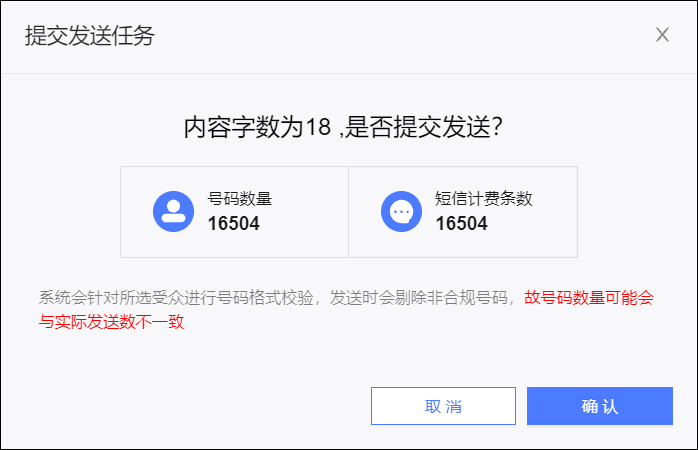 提交发送任务
X
内容字数为18 ,是否提交发送?
号码数量
16504
短信计费条数
16504
系统会针对所选受众进行号码格式校验，发送时会剔除非合规号码，故号码数量可能会
与实际发送数不一致
取 消
确 认